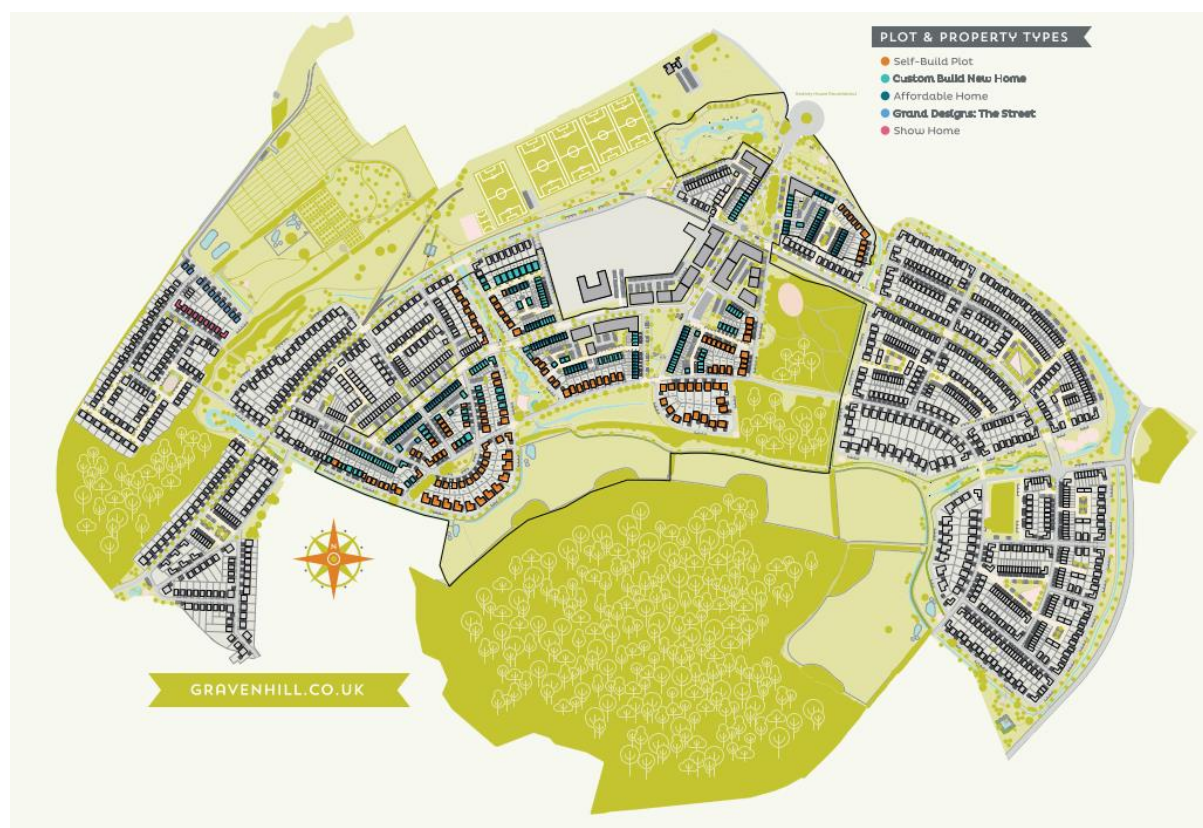 PLOT & PROPERTY TYPES
Self-Build Plot
Custom Build New Home
Affordable Home
Grand Designs: The Street
Show Home
N
GRAVENHILL.CO.UK